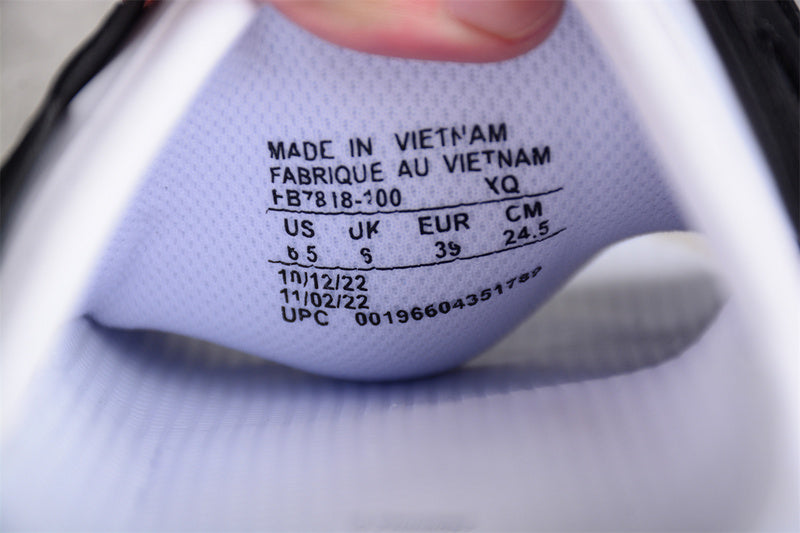 MADE IN VIETNAM
FABRIQUE AU VIETNAM
FB7818-100 XQ
US UK EUR CM
6.5 6 39 24.5
10/12/22
11/02/22
UPC 00196604351789